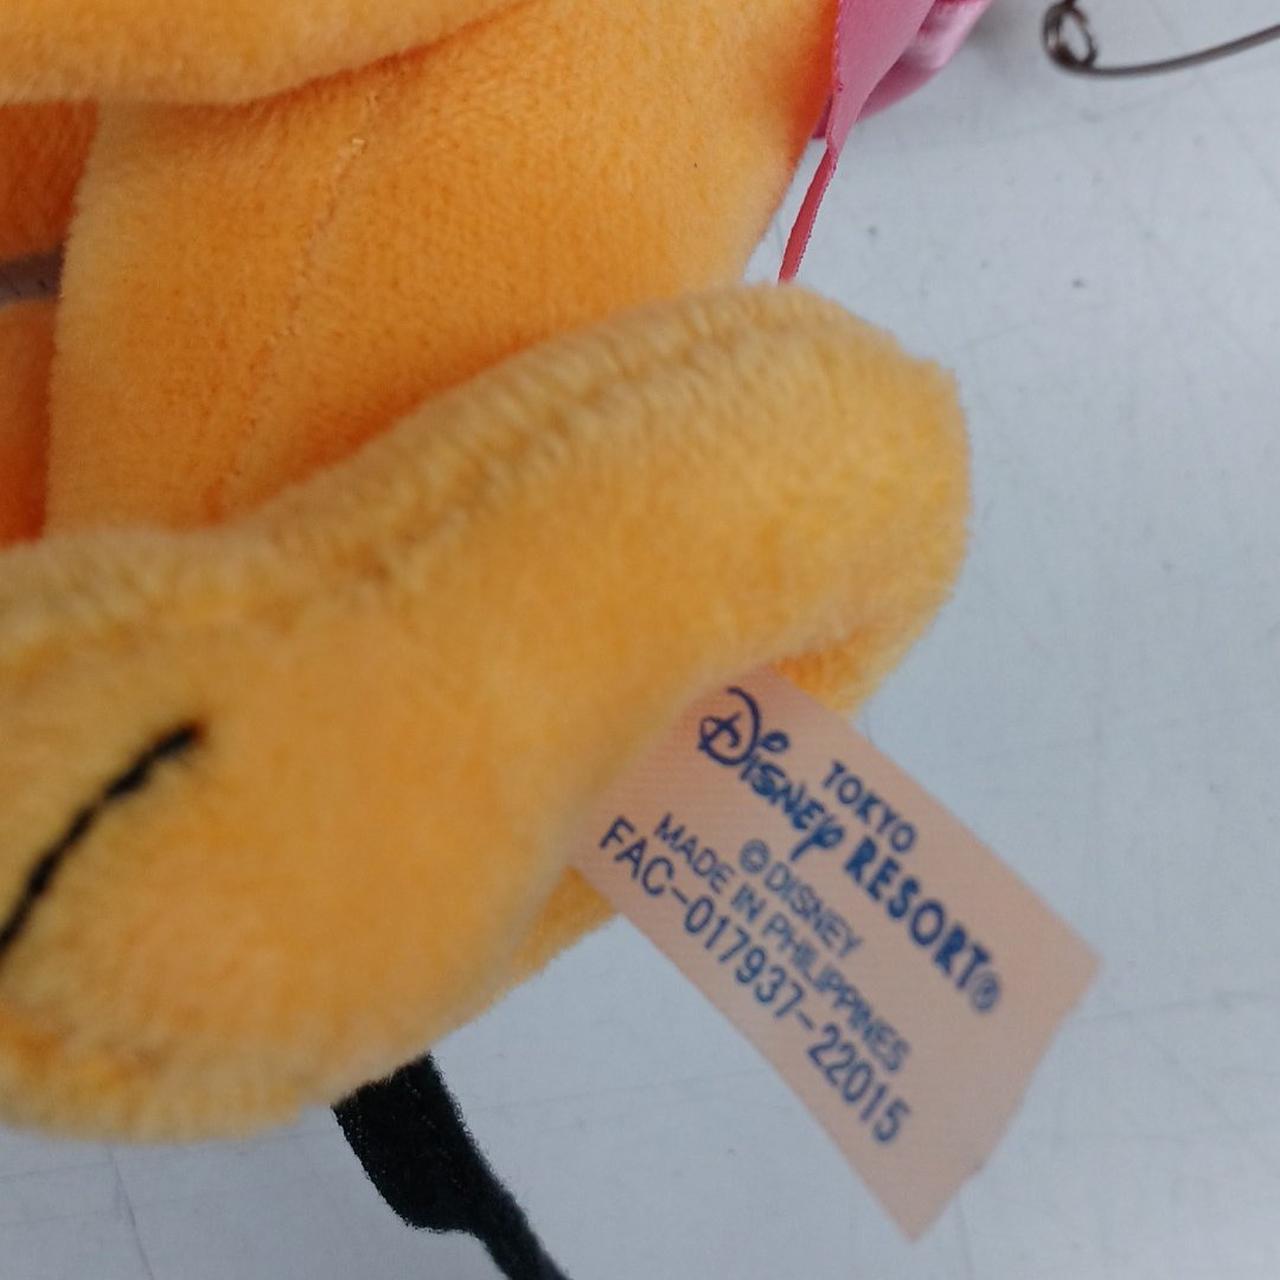 TOKYO
Disney RESORT®
©DISNEY
MADE IN PHILIPPINES
FAC-017937-22015